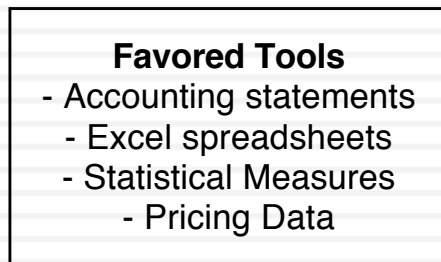 Favored Tools
- Accounting statements
- Excel spreadsheets
- Statistical Measures
- Pricing Data